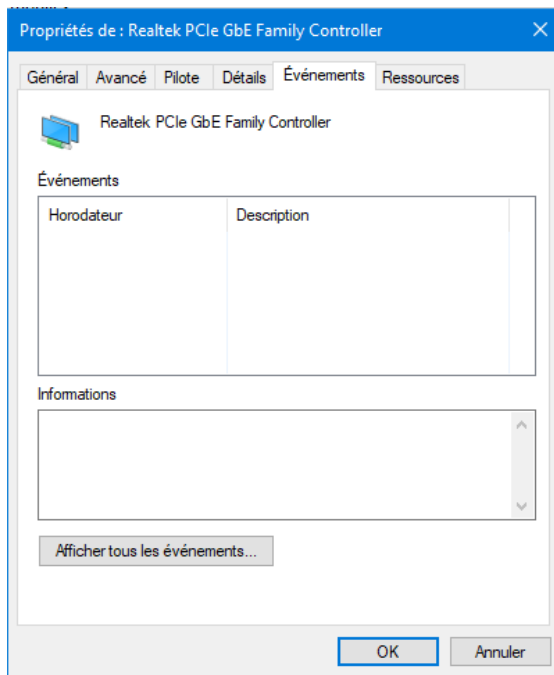 Propriétés de : Realtek PCIe GbE Family Controller
Général Avancé Pilote Détails Événements Ressources
Realtek PCIe GbE Family Controller
Événements
Horodateur Description
Informations
Afficher tous les événements...
OK Annuler